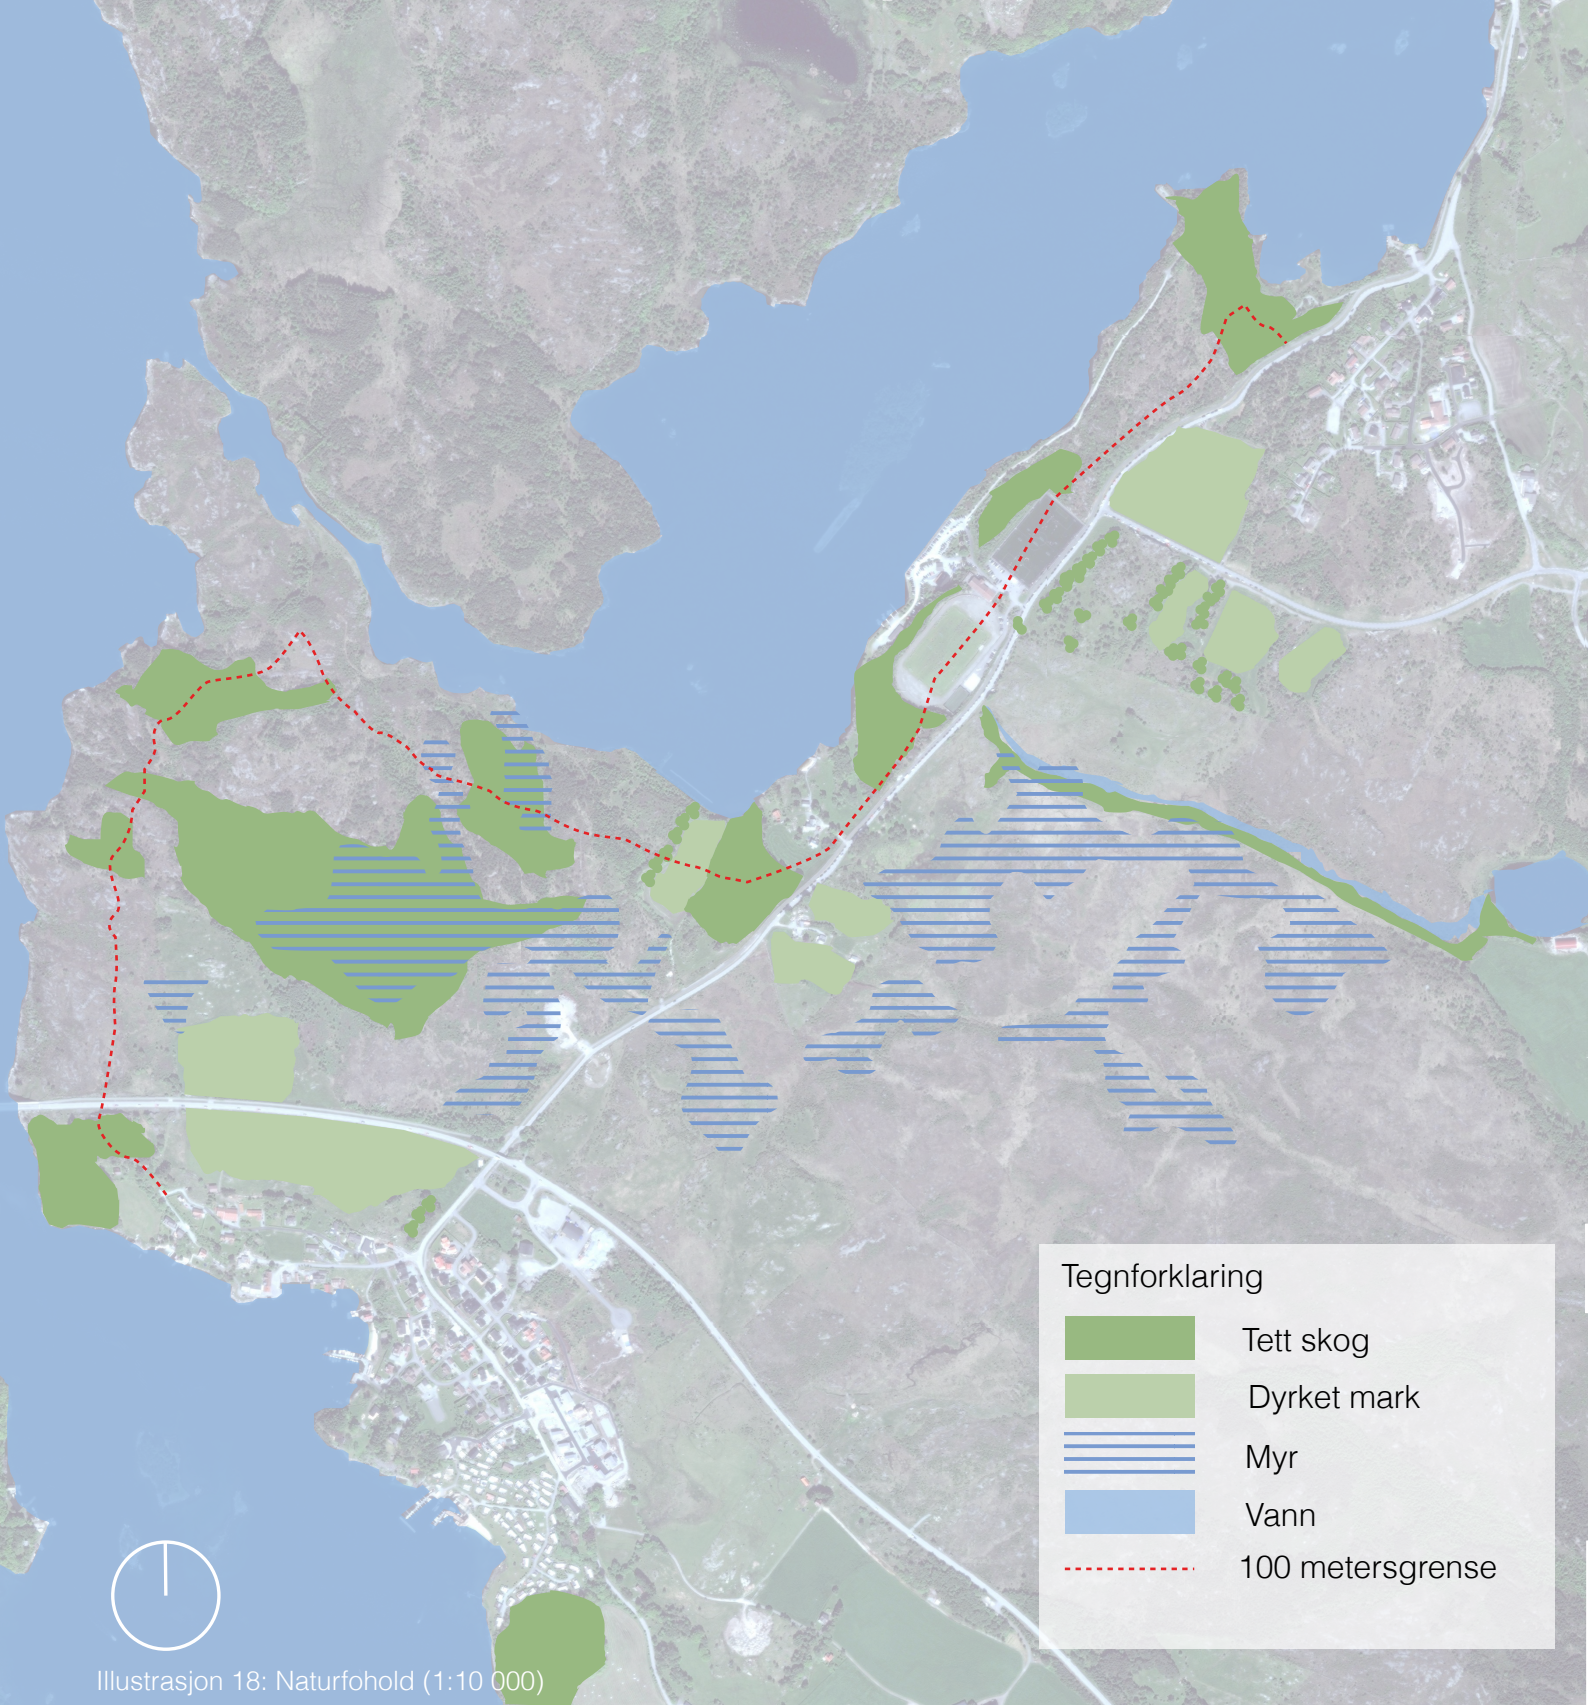 Tegnforklaring
Tett skog
Dyrket mark
Myr
Vann
100 metersgrense
Illustrasjon 18: Naturfohold (1:10 000)